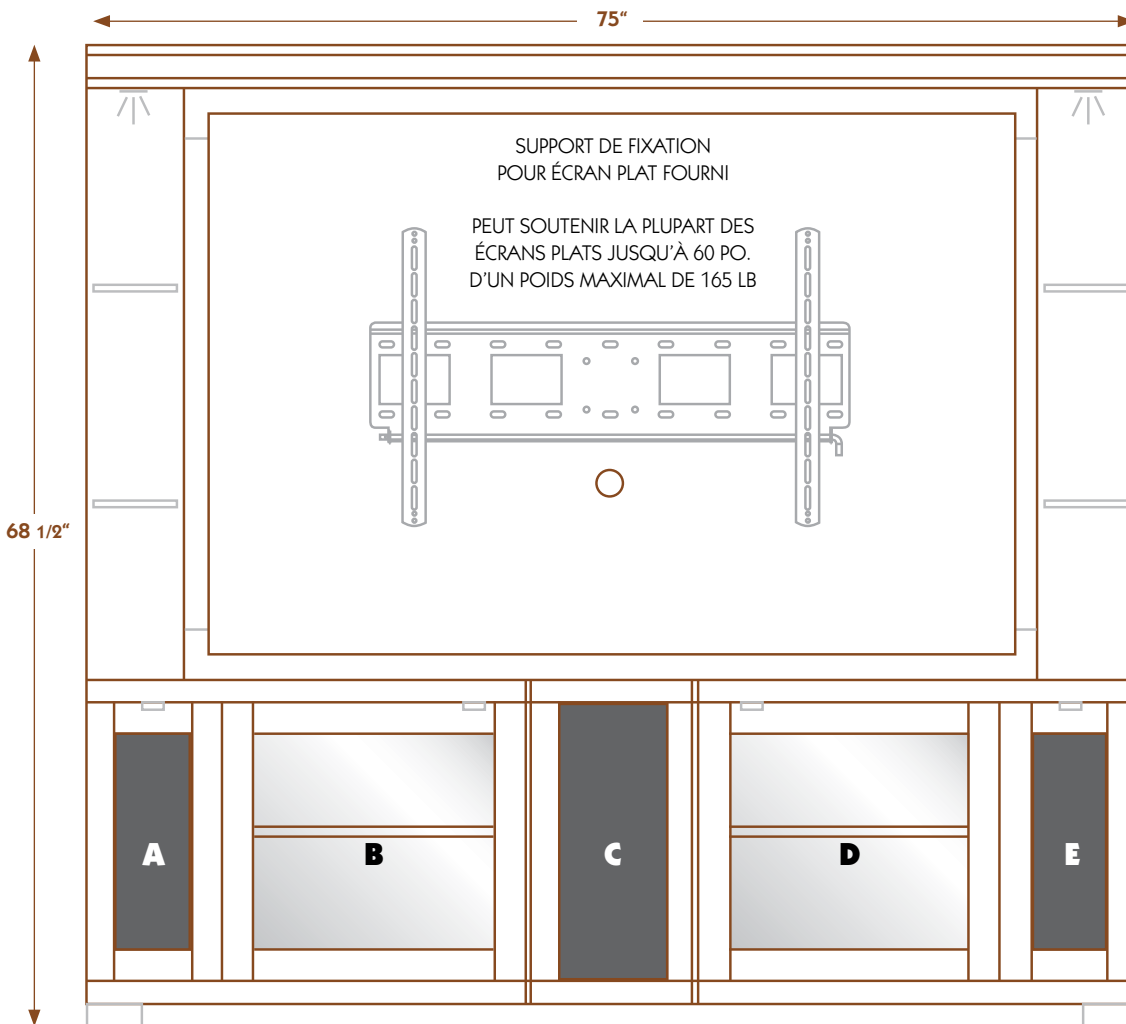 75“
SUPPORT DE FIXATION
POUR ÉCRAN PLAT FOURNI
PEUT SOUTENIR LA PLUPART DES
ÉCRANS PLATS JUSQU’À 60 PO.
D’UN POIDS MAXIMAL DE 165 LB
68 1/2“
A B C D E